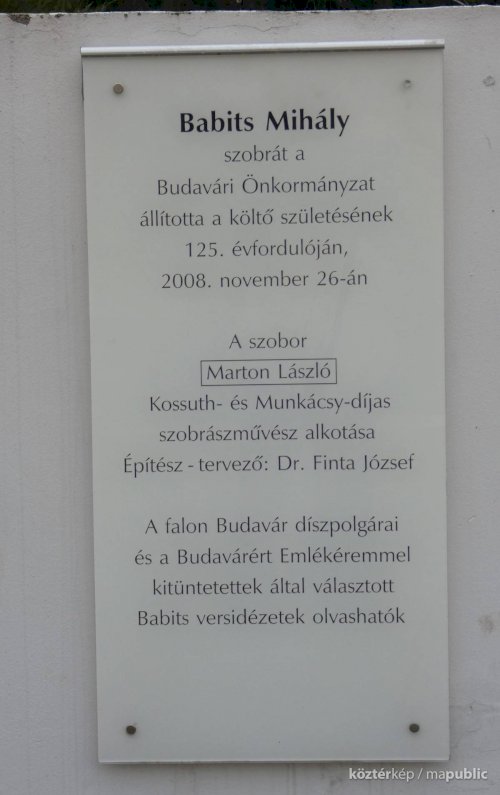 Babits Mihály
szobrát a
Budavári Önkormányzat
állította a költő születésének
125. évfordulóján,
2008. november 26-án
A szobor
Marton László
Kossuth- és Munkácsy-díjas
szobrászművész alkotása
Építész - tervező: Dr. Finta József
A falon Budavár díszpolgárai
és a Budavárért Emlékéremmel
kitüntetettek által választott
Babits versidézetek olvashatók
köztérkép / mapublic